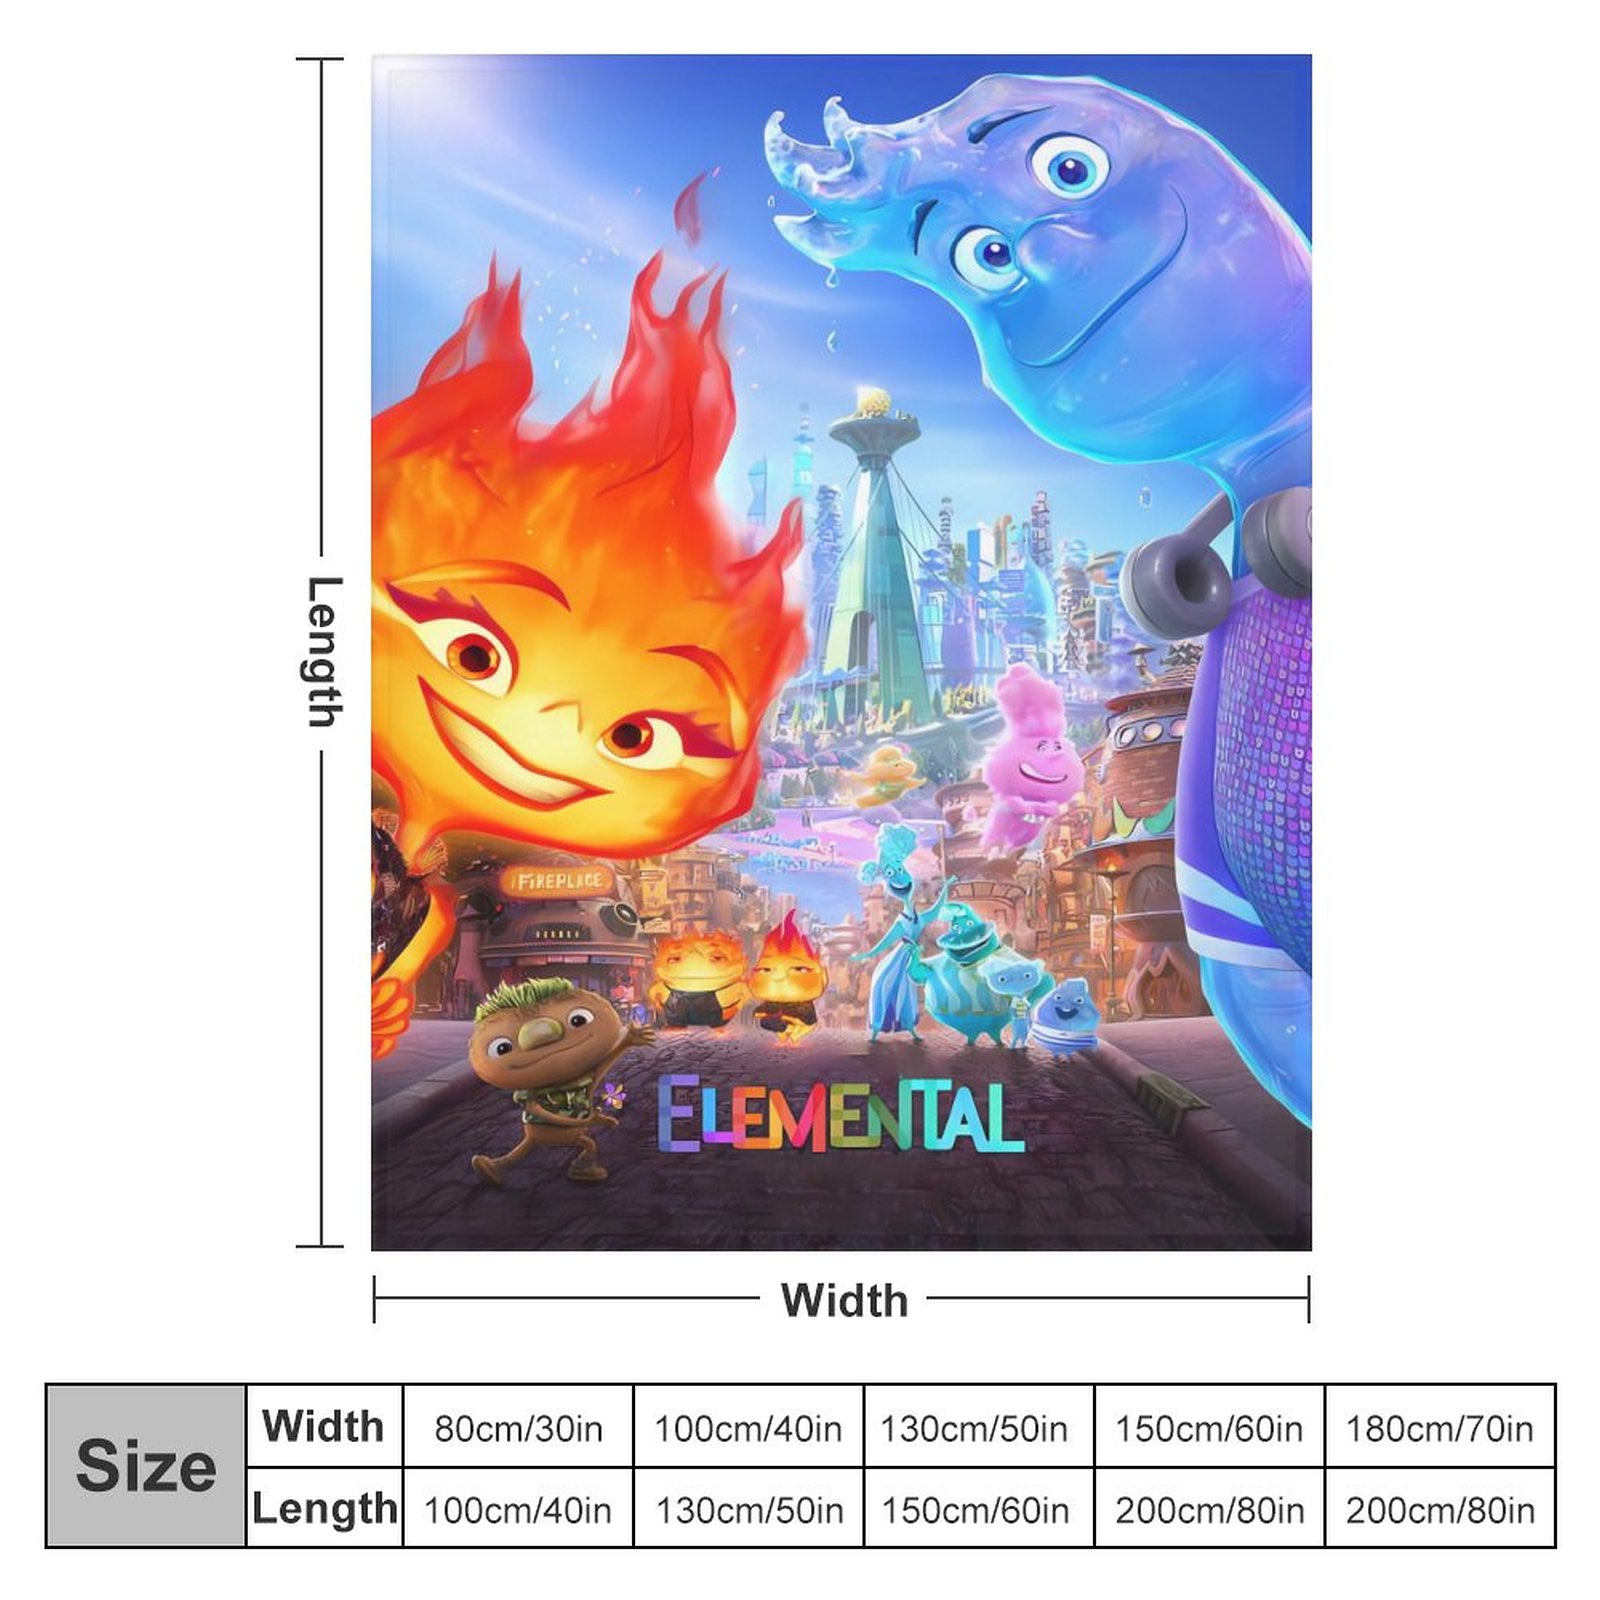 Length
FIREPLACE
ELEMENTAL
Width
Size
Width 80cm/30in 100cm/40in 130cm/50in 150cm/60in 180cm/70in
Length 100cm/40in 130cm/50in 150cm/60in 200cm/80in 200cm/80in